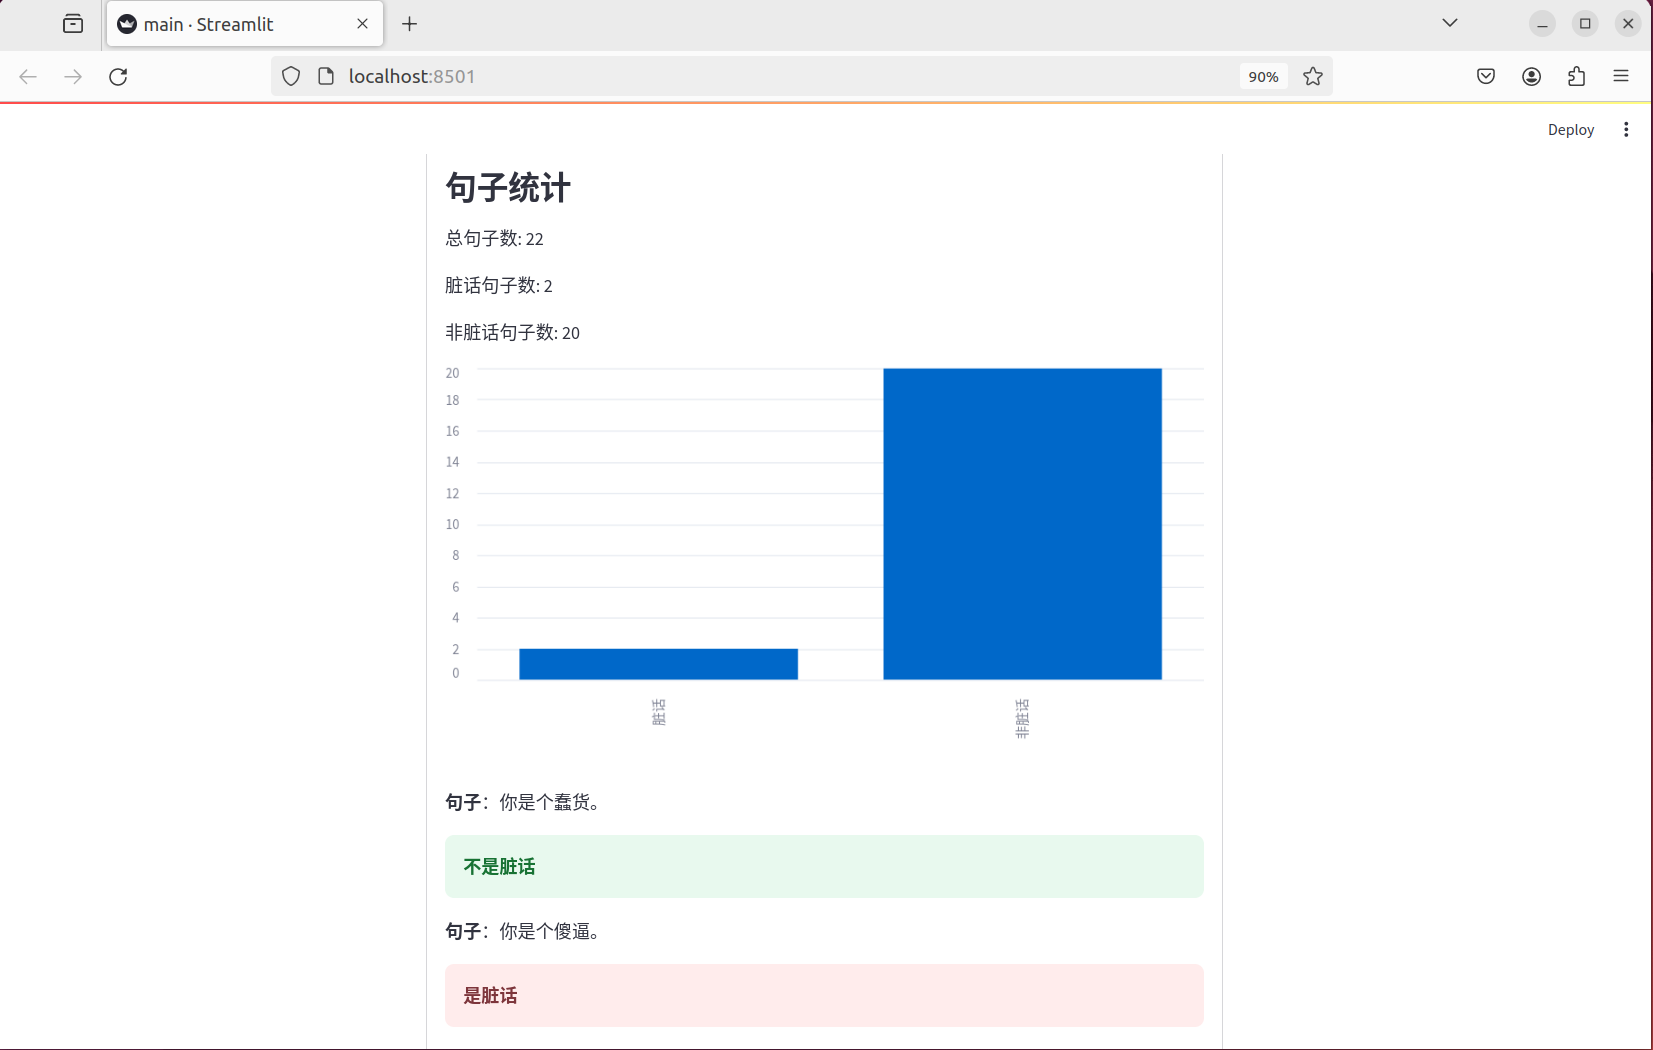 main · Streamlit
localhost:8501
90%
Deploy
句子统计
总句子数: 22
脏话句子数: 2
非脏话句子数: 20
20
18
16
14
12
10
8
6
4
2
0
脏话
非脏话
句子：你是个蠢货。
不是脏话
句子：你是个傻逼。
是脏话